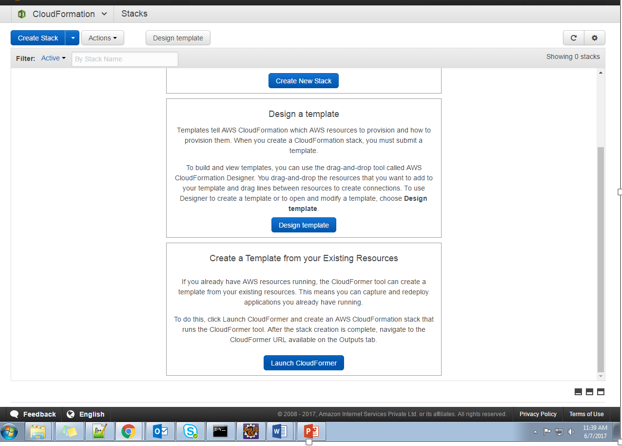 CloudFormation
Stacks
Create Stack
Actions
Design template
Filter: Active
By Stack Name
Showing 0 stacks
Create New Stack
Design a template
Templates tell AWS CloudFormation which AWS resources to provision and how to
provision them. When you create a CloudFormation stack, you must submit a
template.
To build and view templates, you can use the drag-and-drop tool called AWS
CloudFormation Designer. You drag-and-drop the resources that you want to add to
your template and drag lines between resources to create connections. To use
Designer to create a template or to open and modify a template, choose Design
template.
Design template
Create a Template from your Existing Resources
If you already have AWS resources running, the CloudFormer tool can create a
template from your existing resources. This means you can capture and redeploy
applications you already have running.
To do this, click Launch CloudFormer and create an AWS CloudFormation stack that
runs the CloudFormer tool. After the stack creation is complete, navigate to the
CloudFormer URL available on the Outputs tab.
Launch CloudFormer
Feedback
English
© 2008 - 2017, Amazon Internet Services Private Ltd. or its affiliates. All rights reserved.
Privacy Policy
Terms of Use
11:39 AM
6/7/2017